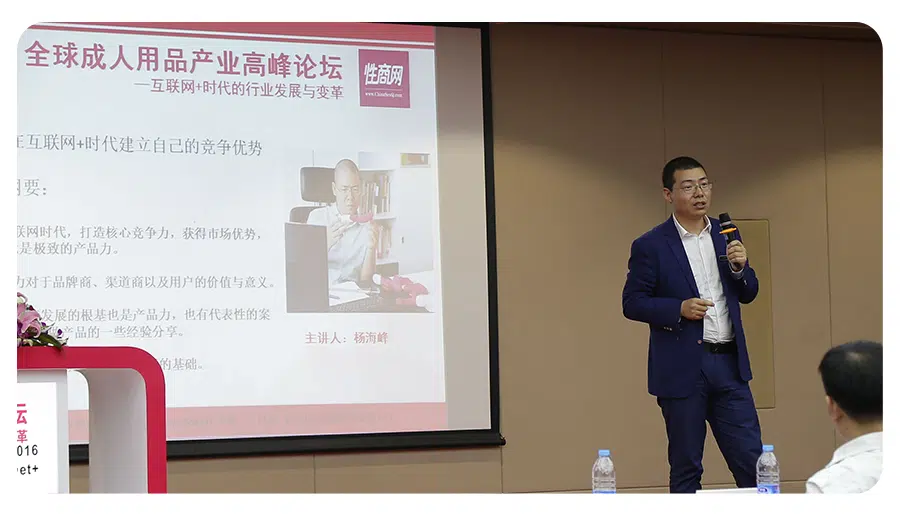 全球成人用品产业高峰论坛
—互联网+时代的行业发展与变革
性商网
互联网+时代建立自己的竞争优势
要：
联网时代，打造核心竞争力，获得市场优势，
是极致的产品力。
力对于品牌商、渠道商以及用户的价值与意义。
发展的根基也是产品力，也有代表性的案
产品的一些经验分享。
的基础。
主讲人：杨海峰
坛
革
2016
et+